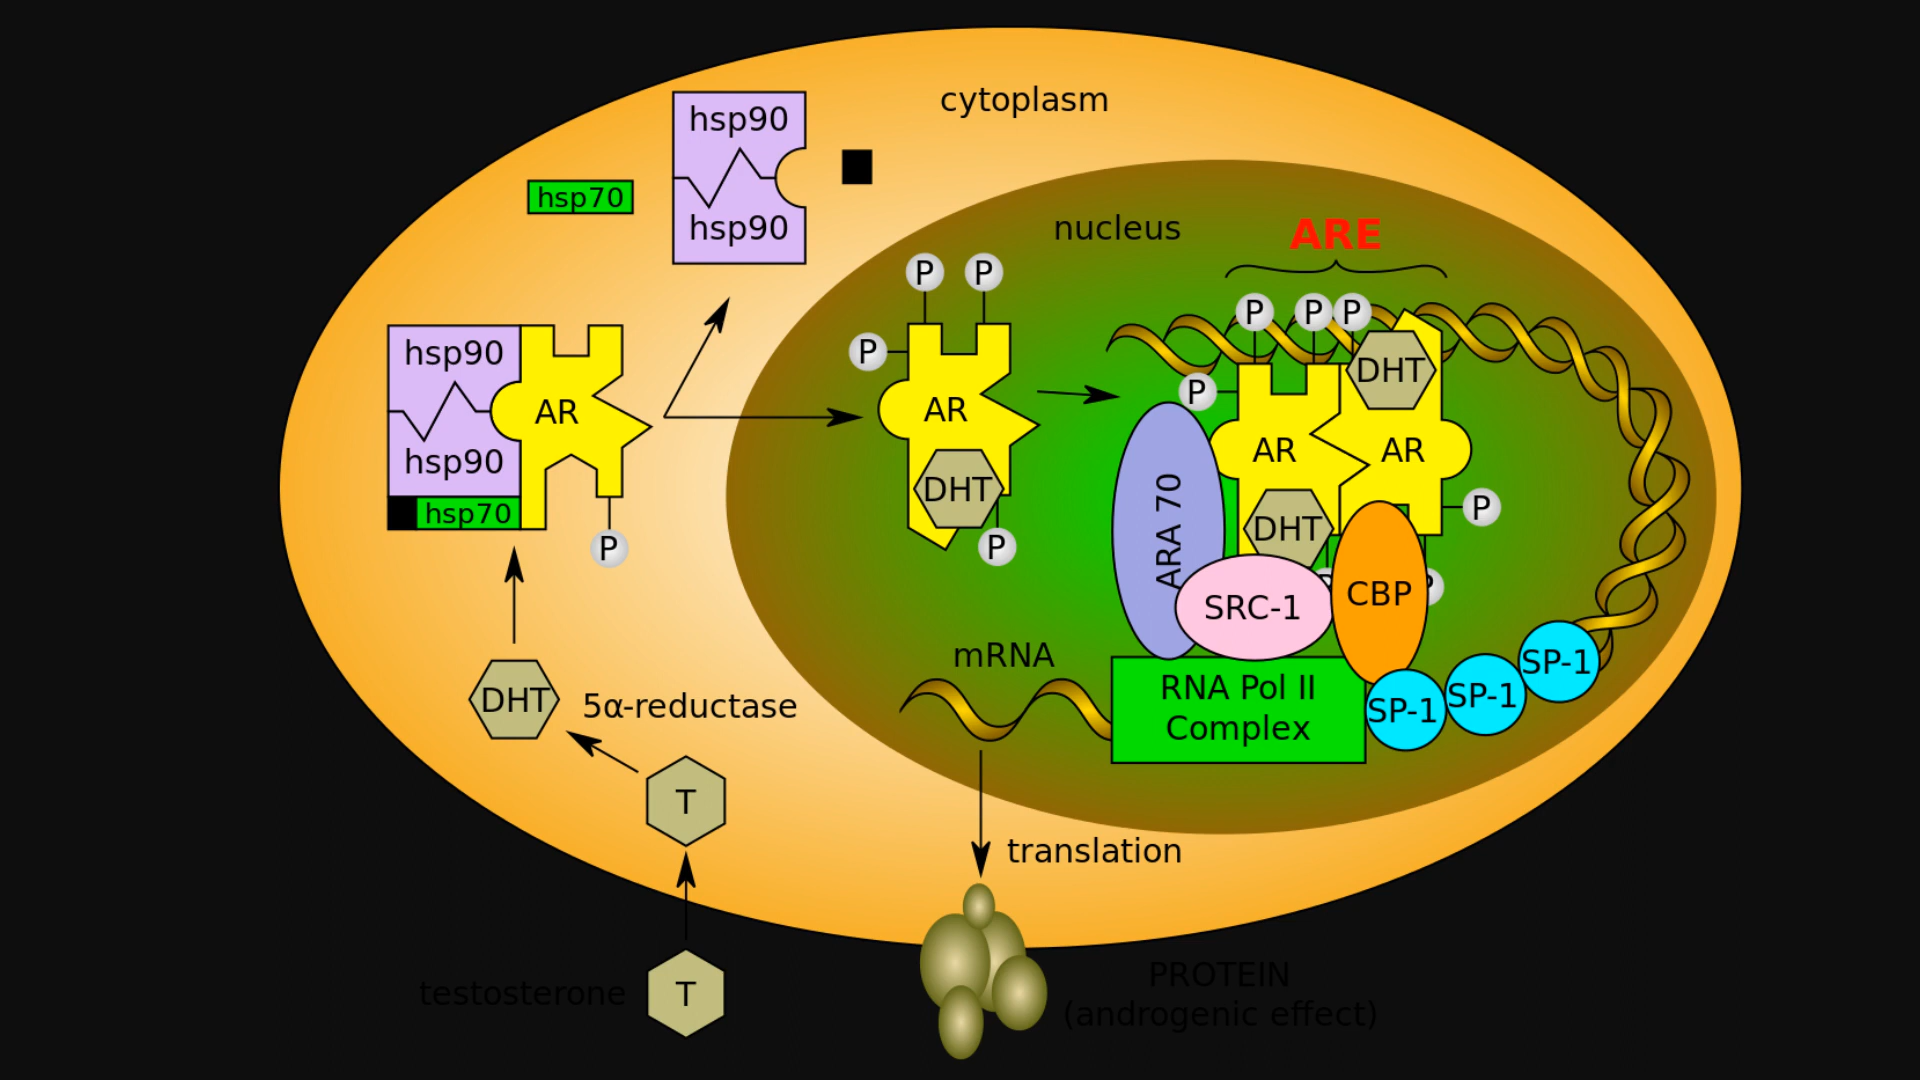 cytoplasm
hsp90
hsp90
hsp70
nucleus
ARE
P
P
P
P
P
P
P
DHT
hsp90
hsp90
AR
hsp70
P
AR
DHT
P
AR
AR
DHT
P
P
P
ARA 70
SRC-1
CBP
mRNA
RNA Pol II
Complex
SP-1
SP-1
SP-1
DHT
5α-reductase
T
translation
testosterone
T
PROTEIN
(androgenic effect)